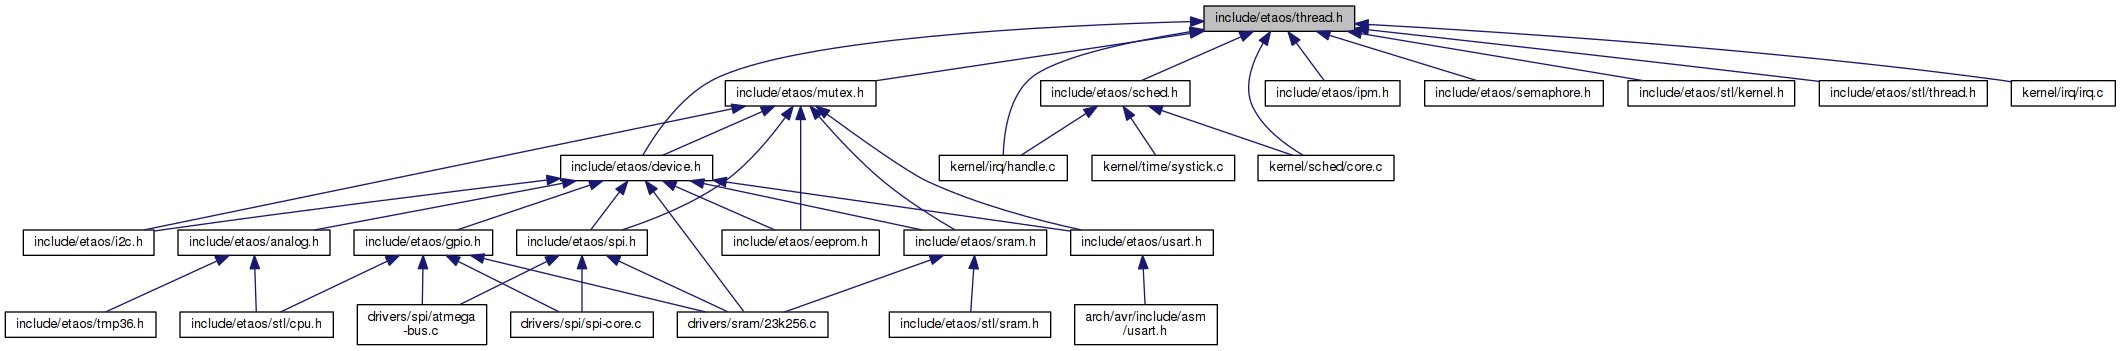 include/etaos/thread.h
include/etaos/mutex.h
include/etaos/sched.h
include/etaos/ipm.h
include/etaos/semaphore.h
include/etaos/stl/kernel.h
include/etaos/stl/thread.h
kernel/irq/irq.c
include/etaos/device.h
kernel/irq/handle.c
kernel/time/systick.c
kernel/sched/core.c
include/etaos/i2c.h
include/etaos/analog.h
include/etaos/gpio.h
include/etaos/spi.h
include/etaos/eeprom.h
include/etaos/sram.h
include/etaos/usart.h
include/etaos/tmp36.h
include/etaos/stl/cpu.h
drivers/spi/atmega
-bus.c
drivers/spi/spi-core.c
drivers/sram/23k256.c
include/etaos/stl/sram.h
arch/avr/include/asm
/usart.h